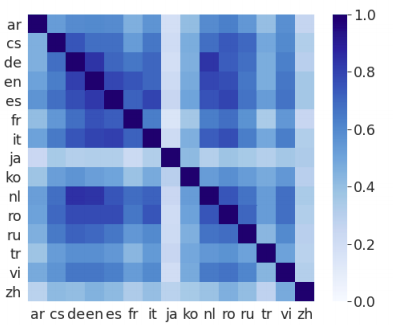 ar
cs
de
en
es
fr
it
ja
ko
nl
ro
ru
tr
vi
zh
ar cs de en es fr it ja ko nl ro ru tr vi zh
1.0
0.8
0.6
0.4
0.2
0.0